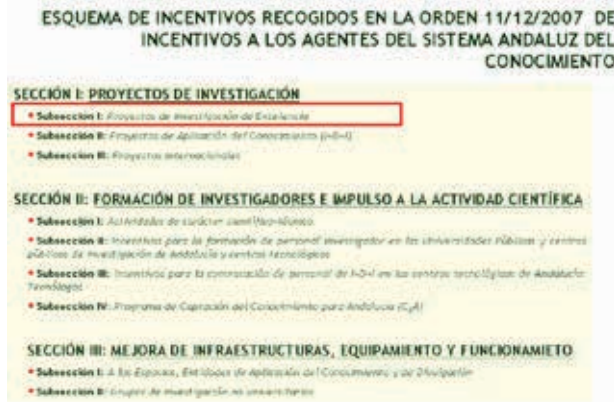 ESQUEMA DE INCENTIVOS RECOGIDOS EN LA ORDEN 11/12/2007 DE
INCENTIVOS A LOS AGENTES DEL SISTEMA ANDALUZ DEL
CONOCIMIENTO
SECCIÓN I: PROYECTOS DE INVESTIGACIÓN
• Subsección I: Proyectos de Investigación de Excelencia
• Subsección II: Proyectos de Aplicación del Conocimiento (I+D+I)
• Subsección III: Proyectos internacionales
SECCIÓN II: FORMACIÓN DE INVESTIGADORES E IMPULSO A LA ACTIVIDAD CIENTÍFICA
• Subsección I: Actividades de carácter científico-técnico
• Subsección II: Incentivos para la formación de personal investigador en las Universidades Públicas y centros
públicos de investigación de Andalucía y centros tecnológicos
• Subsección III: Incentivos para la contratación de personal de I+D+I en los centros tecnológicos de Andalucía:
Tecnólogos
• Subsección IV: Programa de Captación del Conocimiento para Andalucía (C2A)
SECCIÓN III: MEJORA DE INFRAESTRUCTURAS, EQUIPAMIENTO Y FUNCIONAMIETO
• Subsección I: A los Espacios, Entidades de Aplicación del Conocimiento y de Divulgación
• Subsección II: Grupos de investigación no universitarios